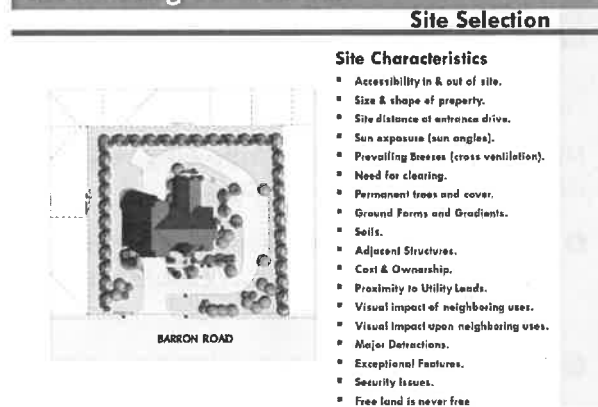 Site Selection
Site Characteristics
▪ Accessibility in & out of site.
▪ Size & shape of property.
▪ Site distance at entrance drive.
▪ Sun exposure (sun angles).
▪ Prevailing Breezes (cross ventilation).
▪ Need for clearing.
▪ Permanent trees and cover.
▪ Ground Forms and Gradients.
▪ Soils.
▪ Adjacent Structures.
▪ Cost & Ownership.
▪ Proximity to Utility Leads.
▪ Visual impact of neighboring uses.
▪ Visual Impact upon neighboring uses.
▪ Major Detractions.
▪ Exceptional Features.
▪ Security Issues.
▪ Free land is never free
BARRON ROAD